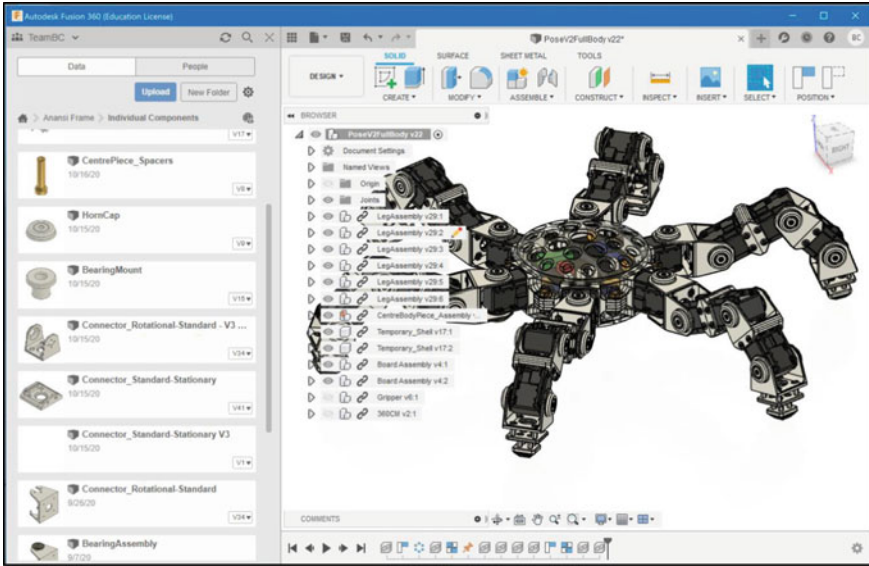 Autodesk Fusion 360 (Education License)
TeamBC
PoseV2FullBody v22*
BC
Data
People
Upload
New Folder
Anansi Frame > Individual Components
V17
CentrePiece_Spacers
10/16/20
V8
HornCap
10/15/20
V9
BearingMount
10/15/20
V15
Connector_Rotational-Standard - V3 ...
10/15/20
V34
Connector_Standard-Stationary
10/15/20
V41
Connector_Standard-Stationary V3
10/15/20
V1
Connector_Rotational-Standard
9/26/20
V34
BearingAssembly
9/7/20
SOLID
SURFACE
SHEET METAL
TOOLS
DESIGN
CREATE
MODIFY
ASSEMBLE
CONSTRUCT
INSPECT
INSERT
SELECT
POSITION
BROWSER
PoseV2FullBody v22
Document Settings
Named Views
Origin
Joints
LegAssembly v29:1
LegAssembly v29:2
LegAssembly v29:3
LegAssembly v29:4
LegAssembly v29:5
LegAssembly v29:6
CentreBodyPiece_Assembly v...
Temporary_Shell v17:1
Temporary_Shell v17:2
Board Assembly v4:1
Board Assembly v4:2
Gripper v6:1
360CM v2:1
RIGHT
COMMENTS